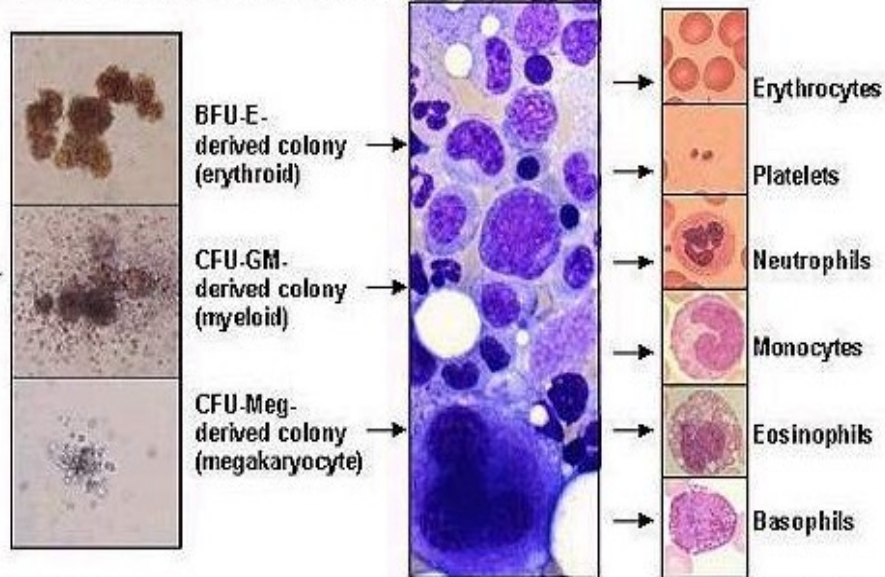 BFU-E-
derived colony
(erythroid)
CFU-GM-
derived colony
(myeloid)
CFU-Meg-
derived colony
(megakaryocyte)
Erythrocytes
Platelets
Neutrophils
Monocytes
Eosinophils
Basophils